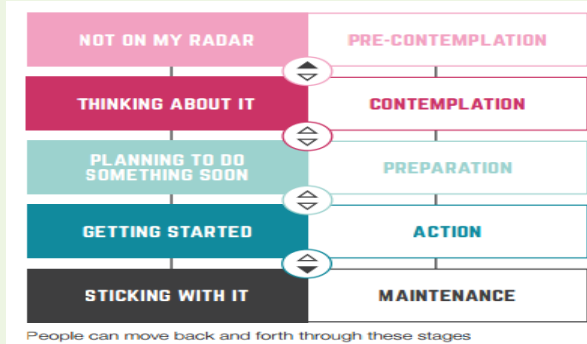 NOT ON MY RADAR
PRE-CONTEMPLATION
THINKING ABOUT IT
CONTEMPLATION
PLANNING TO DO
SOMETHING SOON
PREPARATION
GETTING STARTED
ACTION
STICKING WITH IT
MAINTENANCE
People can move back and forth through these stages